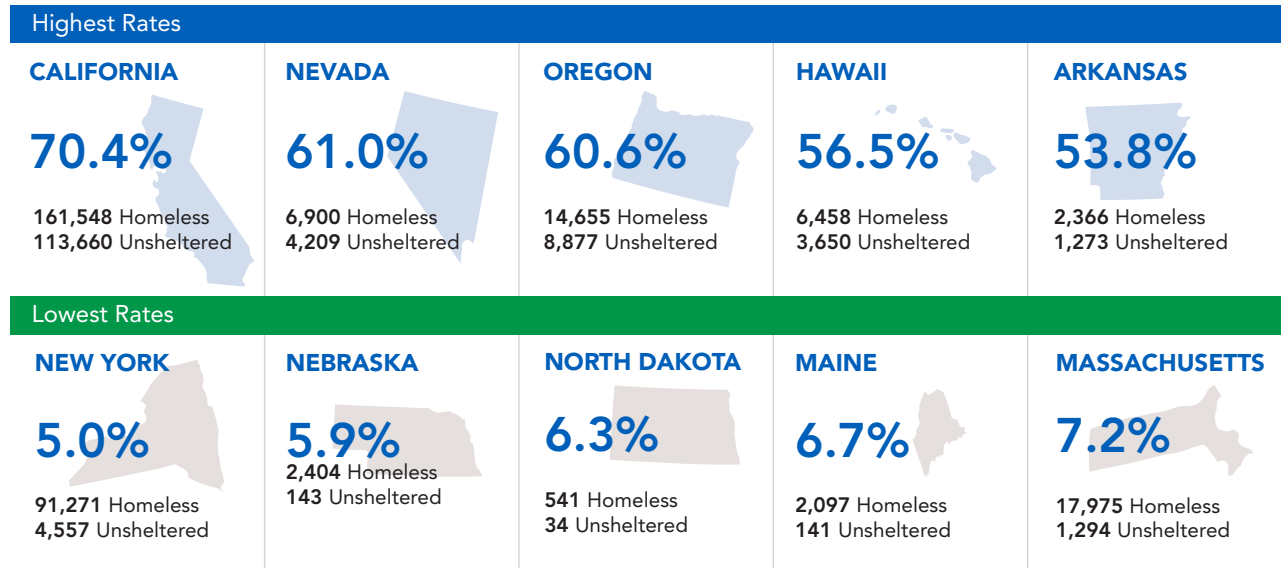 Highest Rates
CALIFORNIA
70.4%
161,548 Homeless
113,660 Unsheltered
NEVADA
61.0%
6,900 Homeless
4,209 Unsheltered
OREGON
60.6%
14,655 Homeless
8,877 Unsheltered
HAWAII
56.5%
6,458 Homeless
3,650 Unsheltered
ARKANSAS
53.8%
2,366 Homeless
1,273 Unsheltered
Lowest Rates
NEW YORK
5.0%
91,271 Homeless
4,557 Unsheltered
NEBRASKA
5.9%
2,404 Homeless
143 Unsheltered
NORTH DAKOTA
6.3%
541 Homeless
34 Unsheltered
MAINE
6.7%
2,097 Homeless
141 Unsheltered
MASSACHUSETTS
7.2%
17,975 Homeless
1,294 Unsheltered